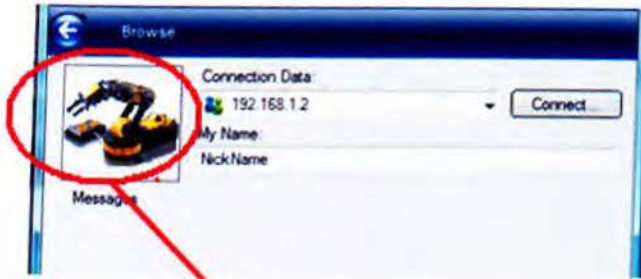 Browse
Connection Data:
192.168.1.2
Connect...
My Name:
NickName
Messages